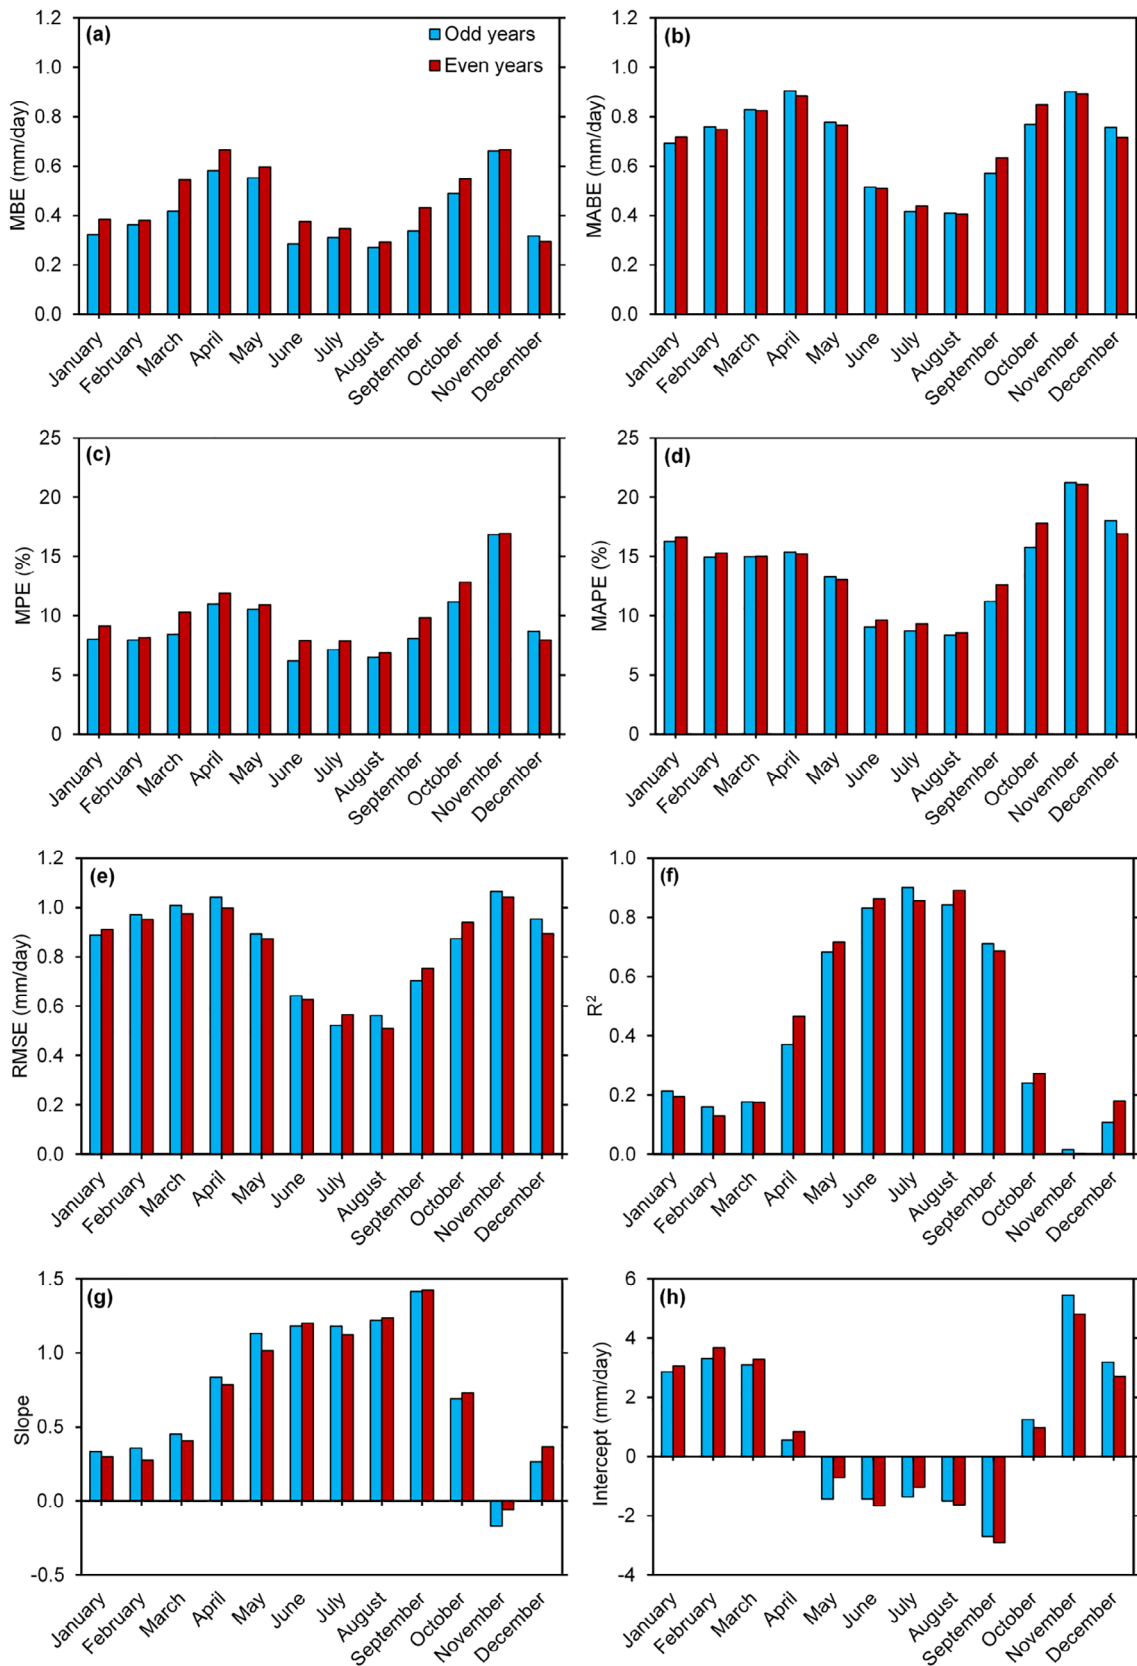 (a)
Odd years
Even years
MBE (mm/day)
1.2
1.0
0.8
0.6
0.4
0.2
0.0
January
February
March
April
May
June
July
August
September
October
November
December
(b)
MABE (mm/day)
1.2
1.0
0.8
0.6
0.4
0.2
0.0
January
February
March
April
May
June
July
August
September
October
November
December
(c)
MPE (%)
25
20
15
10
5
0
January
February
March
April
May
June
July
August
September
October
November
December
(d)
MAPE (%)
25
20
15
10
5
0
January
February
March
April
May
June
July
August
September
October
November
December
(e)
RMSE (mm/day)
1.2
1.0
0.8
0.6
0.4
0.2
0.0
January
February
March
April
May
June
July
August
September
October
November
December
(f)
R²
1.0
0.8
0.6
0.4
0.2
0.0
January
February
March
April
May
June
July
August
September
October
November
December
(g)
Slope
1.5
1.0
0.5
0.0
-0.5
January
February
March
April
May
June
July
August
September
October
November
December
(h)
Intercept (mm/day)
6
4
2
0
-2
-4
January
February
March
April
May
June
July
August
September
October
November
December